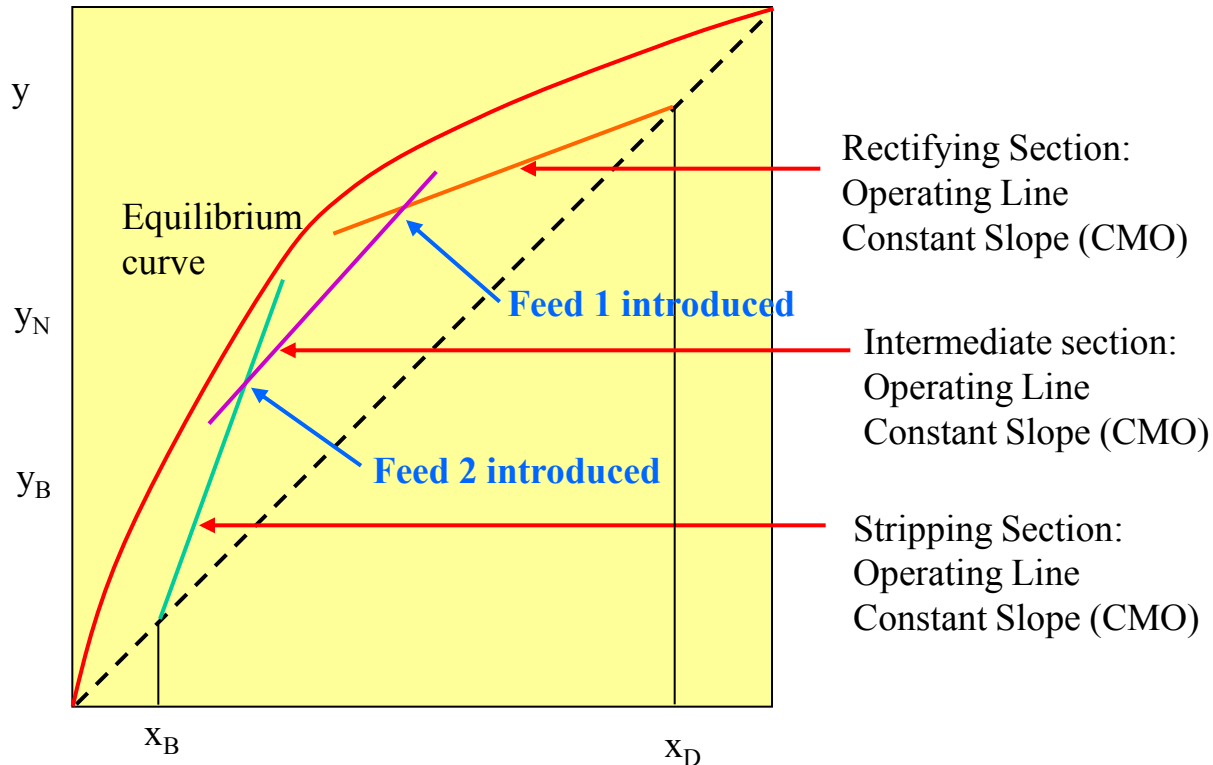 y
Rectifying Section:
Operating Line
Constant Slope (CMO)
Equilibrium
curve
Feed 1 introduced
y_N
Intermediate section:
Operating Line
Constant Slope (CMO)
Feed 2 introduced
y_B
Stripping Section:
Operating Line
Constant Slope (CMO)
x_B
x_D